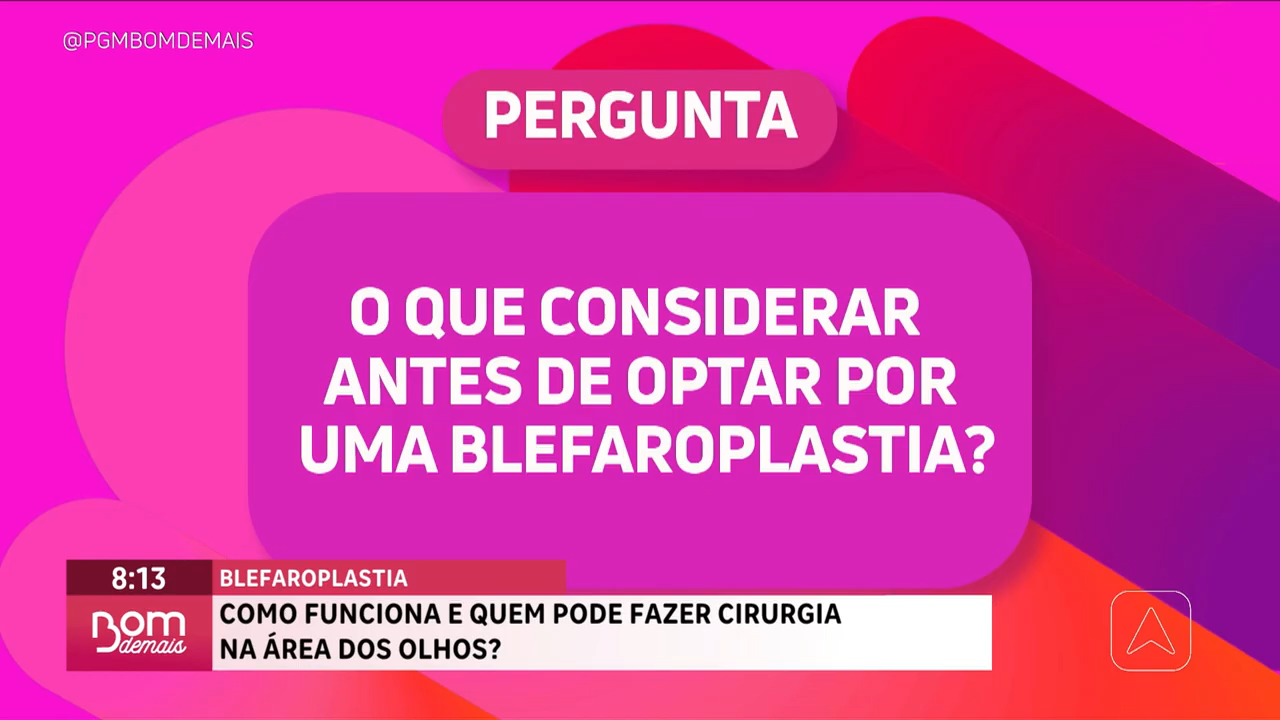 @PGMBOMDEMAIS
PERGUNTA
O QUE CONSIDERAR
ANTES DE OPTAR POR
UMA BLEFAROPLASTIA?
8:13
BLEFAROPLASTIA
Bom
demais
COMO FUNCIONA E QUEM PODE FAZER CIRURGIA
NA ÁREA DOS OLHOS?